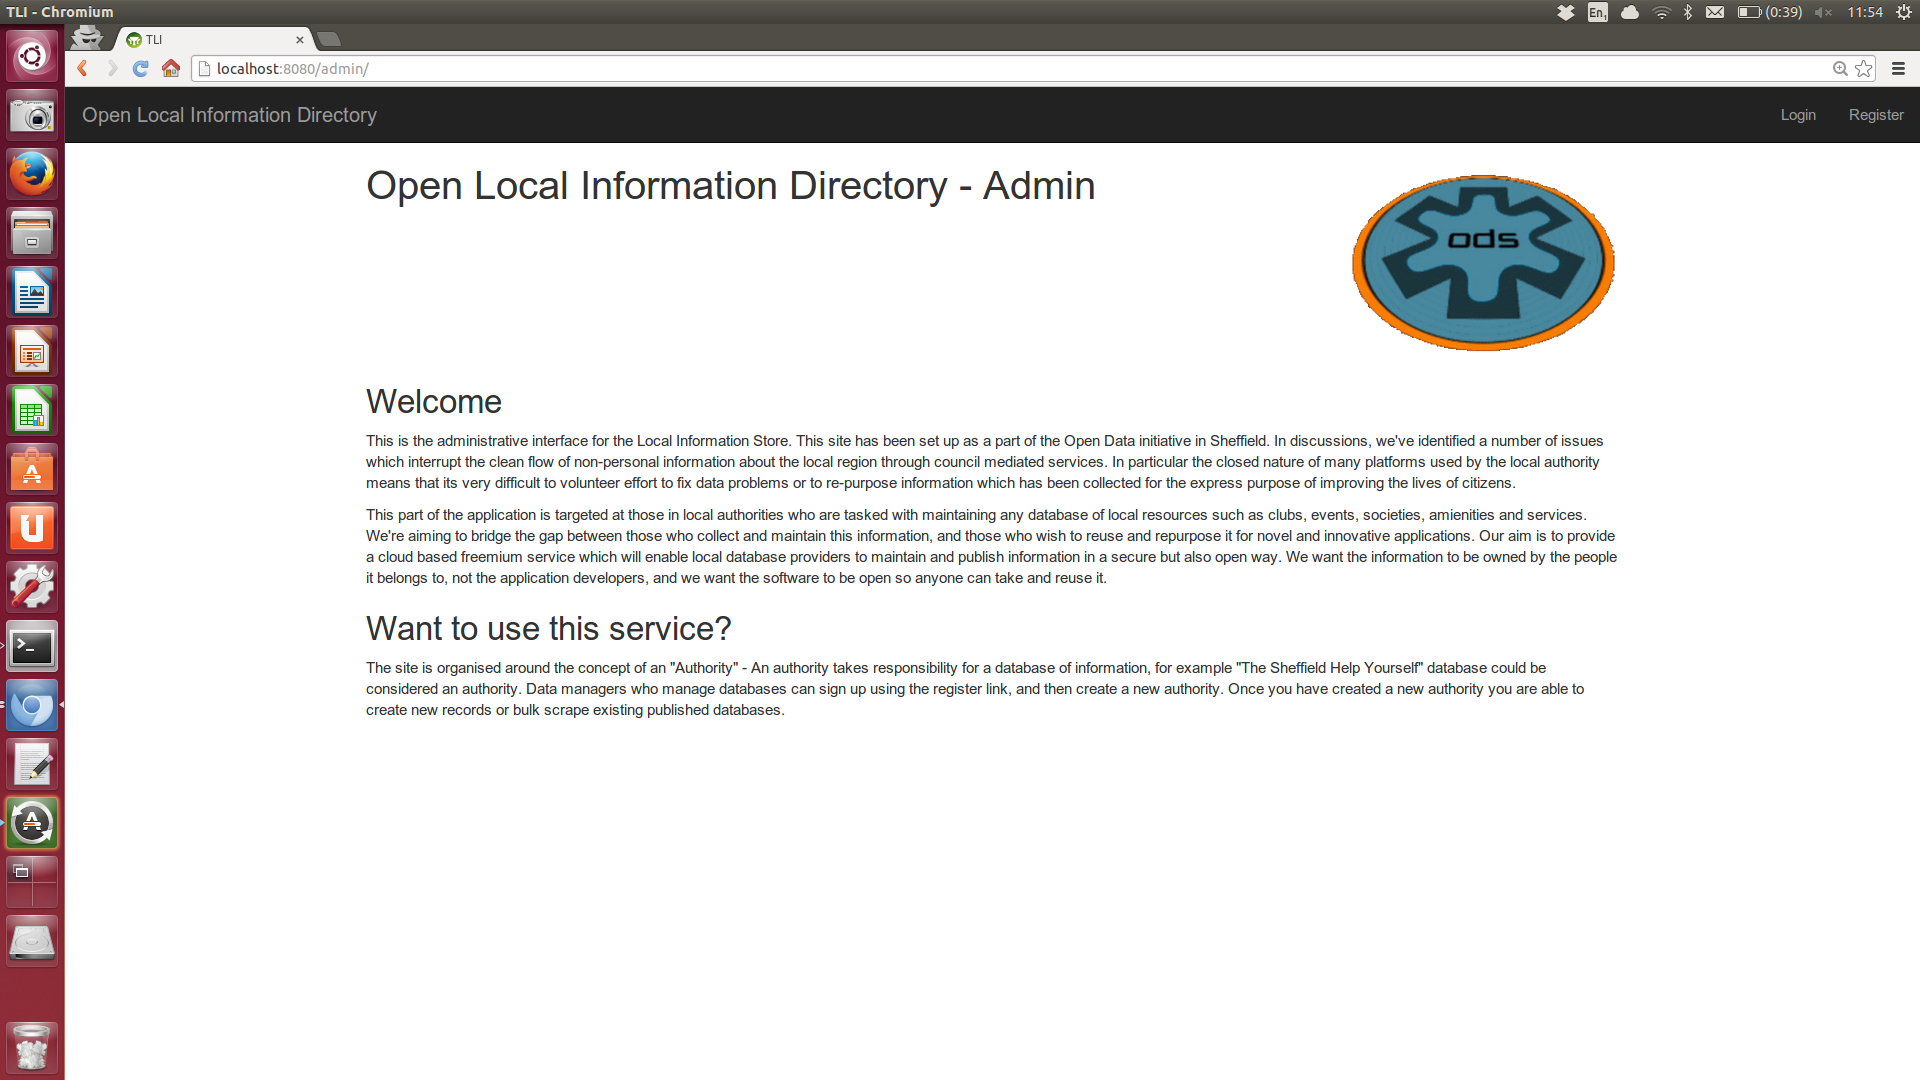 TLI - Chromium
En1
(0:39)
11:54
TLI
localhost:8080/admin/
Open Local Information Directory
Login
Register
Open Local Information Directory - Admin
ods
Welcome
This is the administrative interface for the Local Information Store. This site has been set up as a part of the Open Data initiative in Sheffield. In discussions, we've identified a number of issues
which interrupt the clean flow of non-personal information about the local region through council mediated services. In particular the closed nature of many platforms used by the local authority
means that its very difficult to volunteer effort to fix data problems or to re-purpose information which has been collected for the express purpose of improving the lives of citizens.
This part of the application is targeted at those in local authorities who are tasked with maintaining any database of local resources such as clubs, events, societies, amienities and services.
We're aiming to bridge the gap between those who collect and maintain this information, and those who wish to reuse and repurpose it for novel and innovative applications. Our aim is to provide
a cloud based freemium service which will enable local database providers to maintain and publish information in a secure but also open way. We want the information to be owned by the people
it belongs to, not the application developers, and we want the software to be open so anyone can take and reuse it.
Want to use this service?
The site is organised around the concept of an "Authority" - An authority takes responsibility for a database of information, for example "The Sheffield Help Yourself" database could be
considered an authority. Data managers who manage databases can sign up using the register link, and then create a new authority. Once you have created a new authority you are able to
create new records or bulk scrape existing published databases.